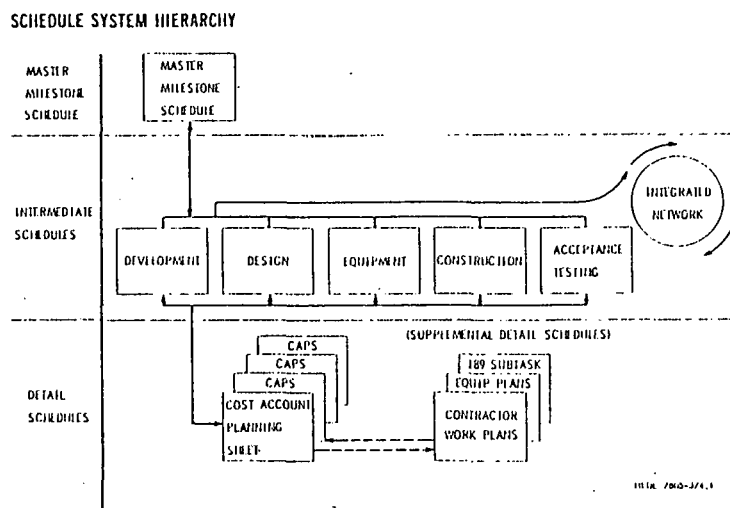 SCHEDULE SYSTEM HIERARCHY
MASTER
MILESTONE
SCHEDULE
MASTER
MILESTONE
SCHEDULE
INTERMEDIATE
SCHEDULES
INTEGRATED
NETWORK
DEVELOPMENT
DESIGN
EQUIPMENT
CONSTRUCTION
ACCEPTANCE
TESTING
(SUPPLEMENTAL DETAIL SCHEDULES)
DETAIL
SCHEDULES
CAPS
CAPS
CAPS
COST ACCOUNT
PLANNING
SHEET
189 SUBTASK
EQUIP PLANS
CONTRACTOR
WORK PLANS